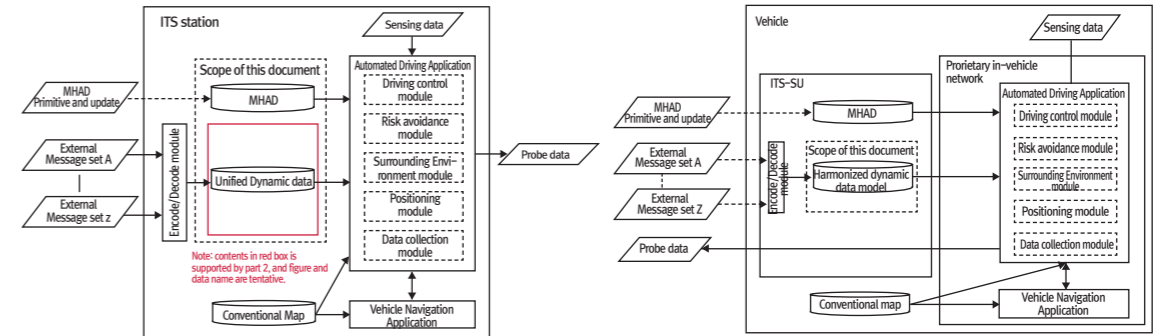 ITS station
Sensing data
Scope of this document
Automated Driving Application
Driving control
module
MHAD
Primitive and update
MHAD
Risk avoidance
module
External
Message set A
Encode/Decode module
Unified Dynamic data
Surrounding Envi-
ronment module
Probe data
External
Message set z
Positioning
module
Data collection
module
Note: contents in red box is
supported by part 2, and figure and
data name are tentative.
Conventional Map
Vehicle Navigation
Application
Vehicle
Sensing data
Prorietary in-vehicle
network
ITS-SU
Automated Driving Application
MHAD
Primitive and update
MHAD
Driving control module
External
Message set A
Encode/Decode
module
Scope of this document
Harmonized dynamic
data model
Risk avoidance module
Surrounding Environment
module
External
Message set Z
Positioning module
Probe data
Data collection module
Conventional map
Vehicle Navigation
Application